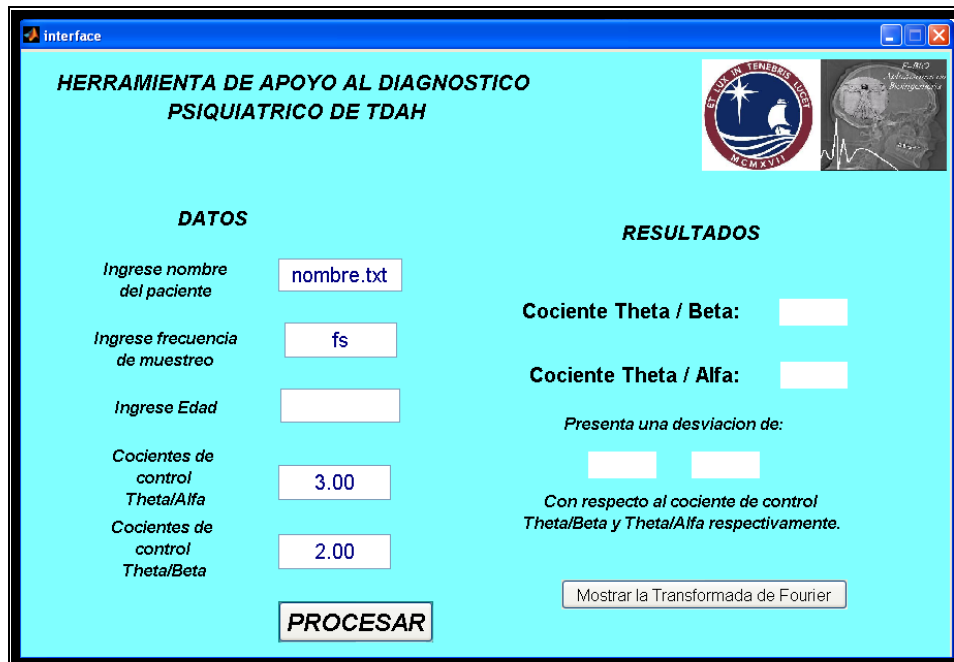 interface
HERRAMIENTA DE APOYO AL DIAGNOSTICO
PSIQUIATRICO DE TDAH
ET LUX IN TENEBRIS LUCET
MCMXVII
DATOS
Ingrese nombre
del paciente
nombre.txt
Ingrese frecuencia
de muestreo
fs
Ingrese Edad
Cocientes de
control
Theta/Alfa
3.00
Cocientes de
control
Theta/Beta
2.00
PROCESAR
RESULTADOS
Cociente Theta / Beta:
Cociente Theta / Alfa:
Presenta una desviacion de:
Con respecto al cociente de control
Theta/Beta y Theta/Alfa respectivamente.
Mostrar la Transformada de Fourier